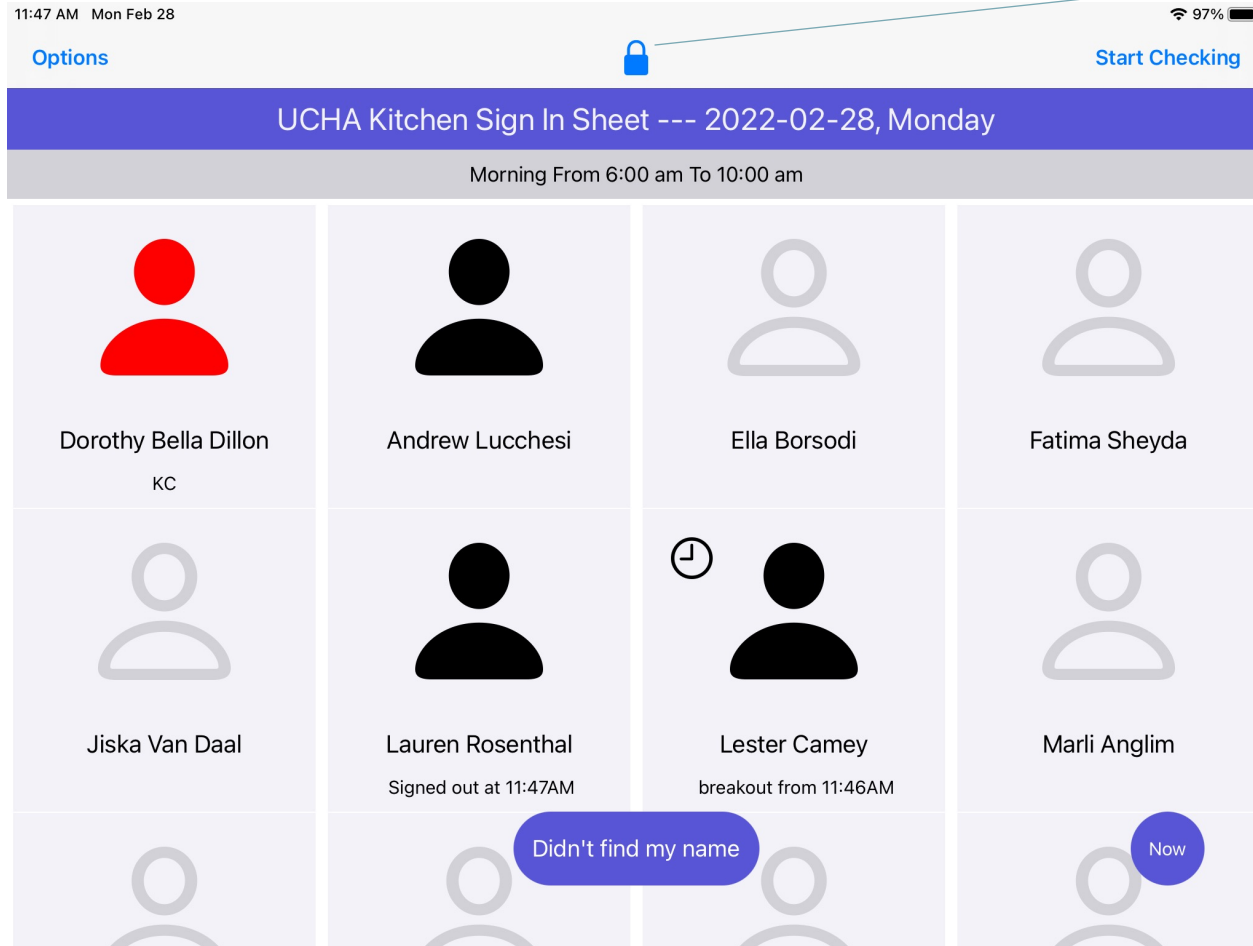 11:47 AM Mon Feb 28
97%
Options
Start Checking
UCHA Kitchen Sign In Sheet --- 2022-02-28, Monday
Morning From 6:00 am To 10:00 am
Dorothy Bella Dillon
KC
Andrew Lucchesi
Ella Borsodi
Fatima Sheyda
Jiska Van Daal
Lauren Rosenthal
Signed out at 11:47AM
Lester Camey
breakout from 11:46AM
Marli Anglim
Didn't find my name
Now